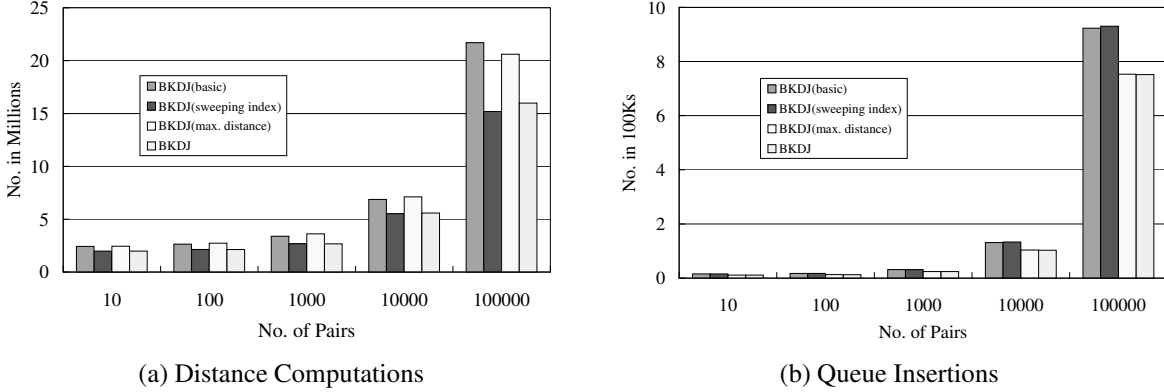 25
20
15
10
5
0
No. in Millions
BKDJ(basic)
BKDJ(sweeping index)
BKDJ(max. distance)
BKDJ
10 100 1000 10000 100000
No. of Pairs
(a) Distance Computations
10
8
6
4
2
0
No. in 100Ks
BKDJ(basic)
BKDJ(sweeping index)
BKDJ(max. distance)
BKDJ
10 100 1000 10000 100000
No. of Pairs
(b) Queue Insertions